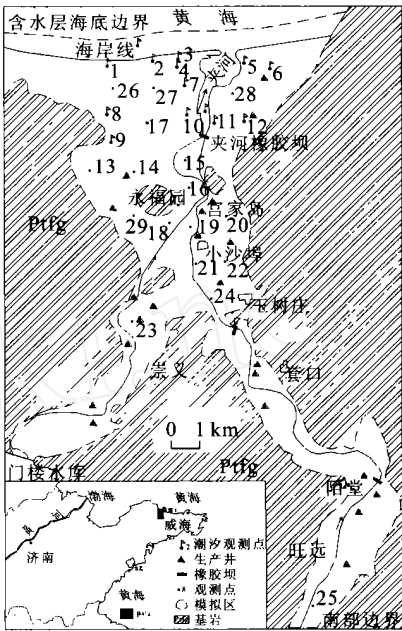 含水层海底边界 黄 海
海岸线
夹河
1 2 3 4 5 6
7
26 27 28
8 17 10 11 12
9 夹河橡胶坝
13 14 15
16
永福园 宫家岛
Ptfg
29 18 19 20
小沙埠
21 22
24 玉树庄
23
崇义 套口
0 1 km
门楼水库 Ptfg
陌堂
旺远
25
南部边界
渤海 黄海
威海
黄河
济南
黄海
潮汐观测点
生产井
橡胶坝
8 观测点
模拟区
基岩